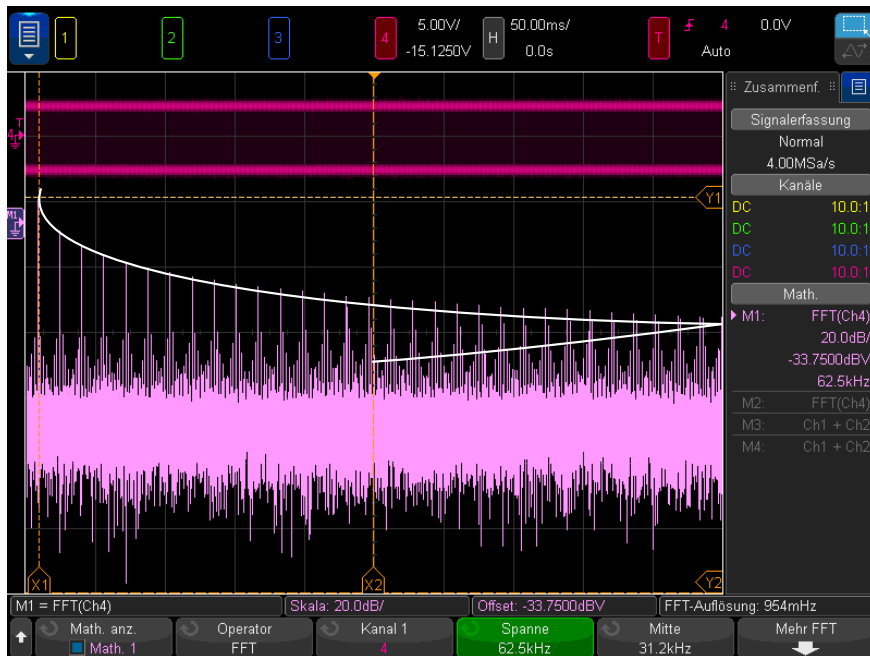 1
2
3
4
5.00V/
-15.1250V
H
50.00ms/
0.0s
T
4
0.0V
Auto
Zusammenf.
Signalerfassung
Normal
4.00MSa/s
Kanäle
DC 10.0:1
DC 10.0:1
DC 10.0:1
DC 10.0:1
Math.
M1: FFT(Ch4)
20.0dB/
-33.7500dBV
62.5kHz
M2: FFT(Ch4)
M3: Ch1 + Ch2
M4: Ch1 + Ch2
T
4
M1
Y1
X1
X2
Y2
M1 = FFT(Ch4)
Skala: 20.0dB/
Offset: -33.7500dBV
FFT-Auflösung: 954mHz
Math. anz.
Math. 1
Operator
FFT
Kanal 1
4
Spanne
62.5kHz
Mitte
31.2kHz
Mehr FFT